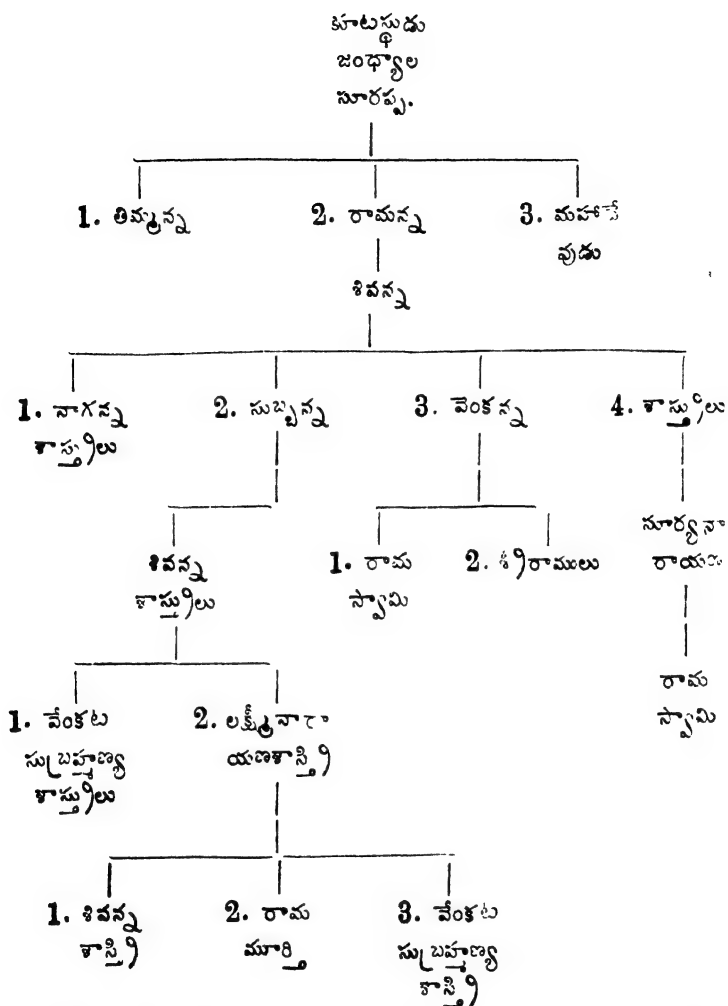 కూటస్థుడు
జంధ్యాల
సూరప్ప.
1. తిమ్మన్న 2. రామన్న 3. మహాదే
వుడు
శివన్న
1. నాగన్న 2. సుబ్బన్న 3. వెంకన్న 4. శాస్త్రులు
శాస్త్రిలు
సూర్యనా
శివన్న 1. రామ 2. శ్రీరాములు రాయణ
శాస్త్రులు స్వామి
రామ
స్వామి
1. వేంకట 2. లక్ష్మీనారా
సుబ్రహ్మణ్య యణశాస్త్రి
శాస్త్రులు
1. శివన్న 2. రామ 3. వేంకట
శాస్త్రి మూర్తి సుబ్రహ్మణ్య
శాస్త్రి